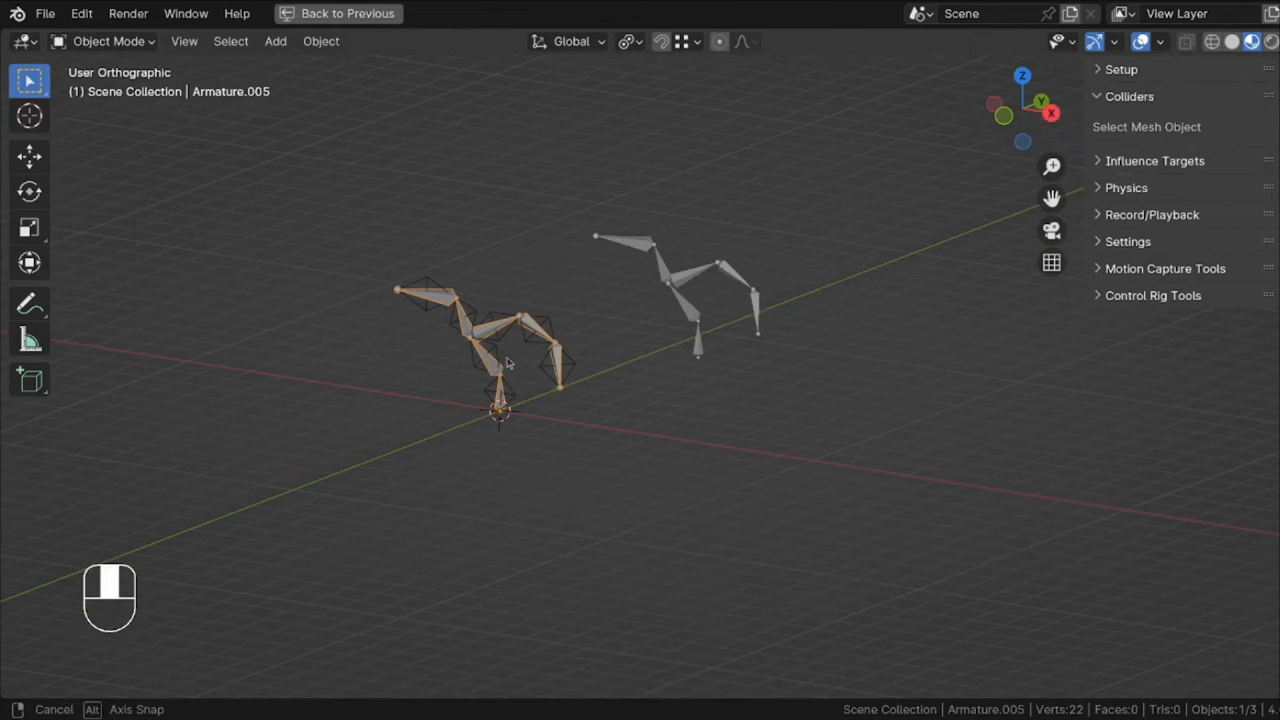 File Edit Render Window Help Back to Previous Scene View Layer
Object Mode View Select Add Object Global
User Orthographic
(1) Scene Collection | Armature.005
Z
Y
X
Setup
Colliders
Select Mesh Object
Influence Targets
Physics
Record/Playback
Settings
Motion Capture Tools
Control Rig Tools
Cancel Alt Axis Snap Scene Collection | Armature.005 | Verts:22 | Faces:0 | Tris:0 | Objects:1/3 | 4.